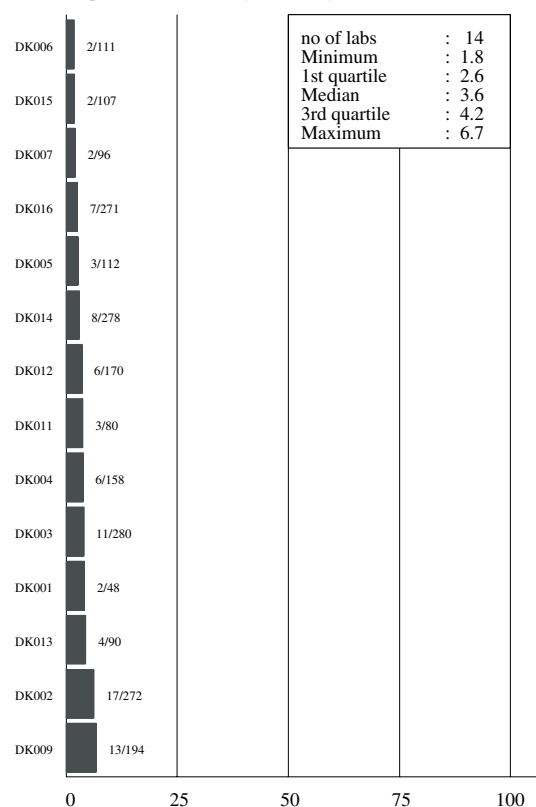 no of labs : 14
Minimum : 1.8
1st quartile : 2.6
Median : 3.6
3rd quartile : 4.2
Maximum : 6.7
DK006 2/111
DK015 2/107
DK007 2/96
DK016 7/271
DK005 3/112
DK014 8/278
DK012 6/170
DK011 3/80
DK004 6/158
DK003 11/280
DK001 2/48
DK013 4/90
DK002 17/272
DK009 13/194
0 25 50 75 100